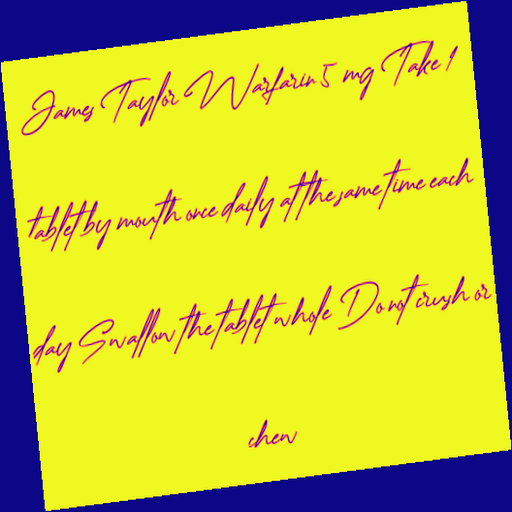 James Taylor Warfarin 5 mg Take 1
tablet by mouth once daily at the same time each
day Swallow the tablet whole Do not crush or
chew